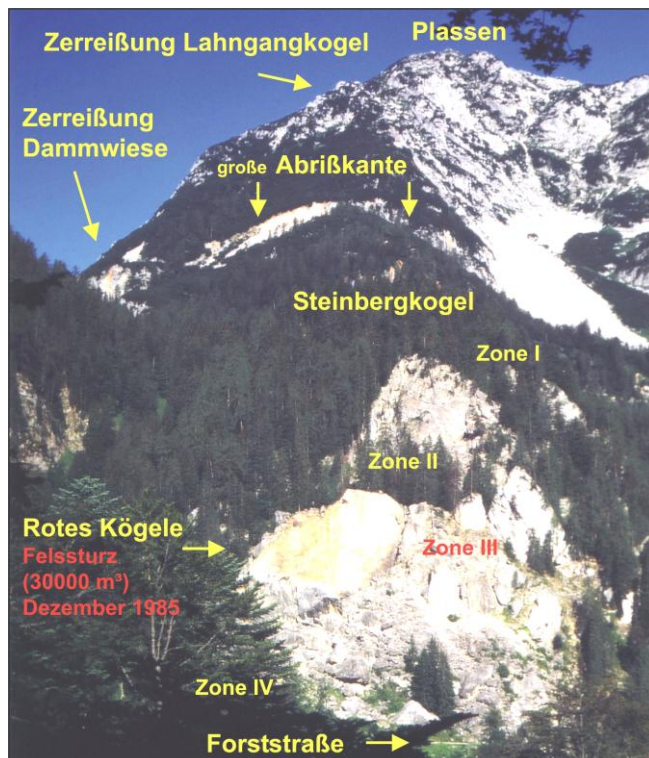 Plassen
Zerreißung Lahngangkogel
Zerreißung
Dammwiese
große Abrißkante
Steinbergkogel
Zone I
Zone II
Rotes Kögele
Felssturz
(30000 m³)
Dezember 1985
Zone III
Zone IV
Forststraße